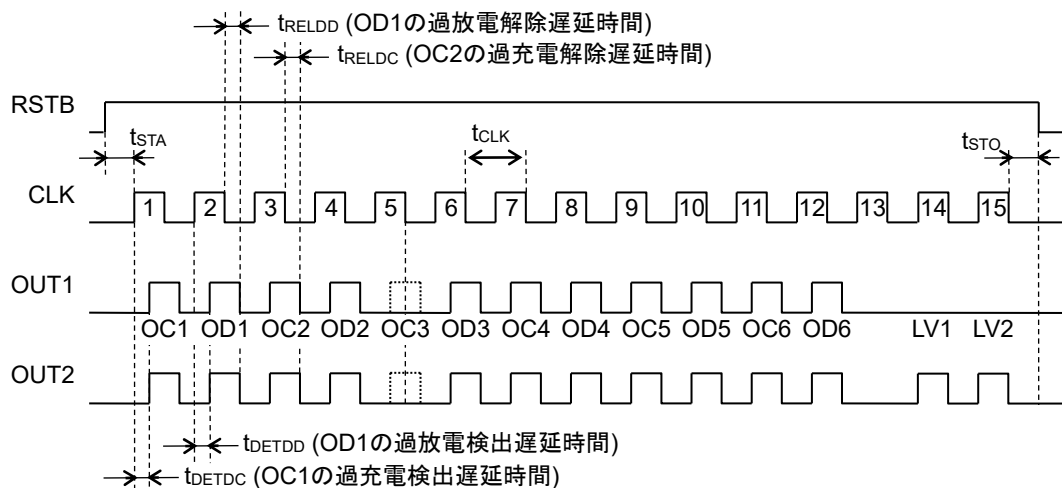 tRELDD (OD1の過放電解除遅延時間)
tRELDC (OC2の過充電解除遅延時間)
RSTB
tSTA
tCLK
tSTO
CLK
1 2 3 4 5 6 7 8 9 10 11 12 13 14 15
OUT1
OC1 OD1 OC2 OD2 OC3 OD3 OC4 OD4 OC5 OD5 OC6 OD6 LV1 LV2
OUT2
tDETDD (OD1の過放電検出遅延時間)
tDETDC (OC1の過充電検出遅延時間)